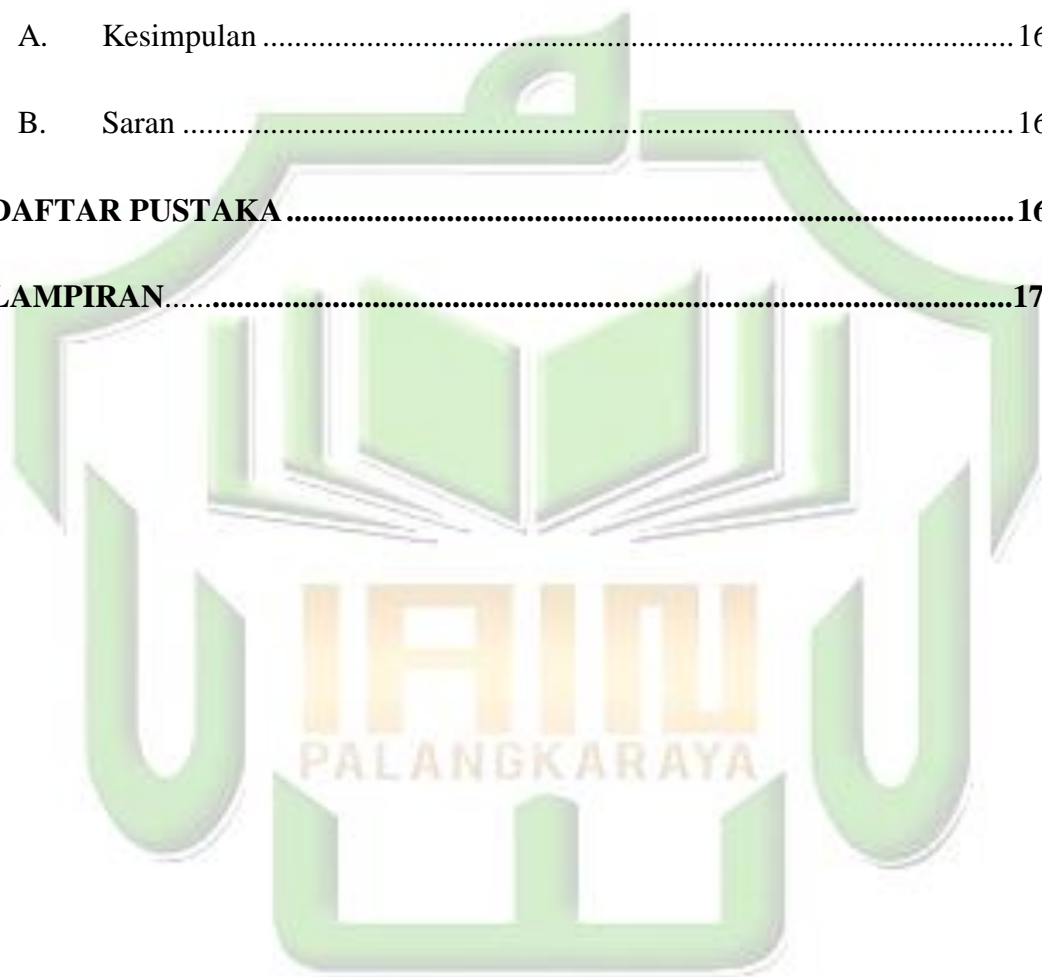 A. Kesimpulan ........................................................................................ 16
B. Saran ........................................................................................ 16
DAFTAR PUSTAKA ........................................................................................ 16
LAMPIRAN ........................................................................................ 17
IAIN
PALANGKARAYA